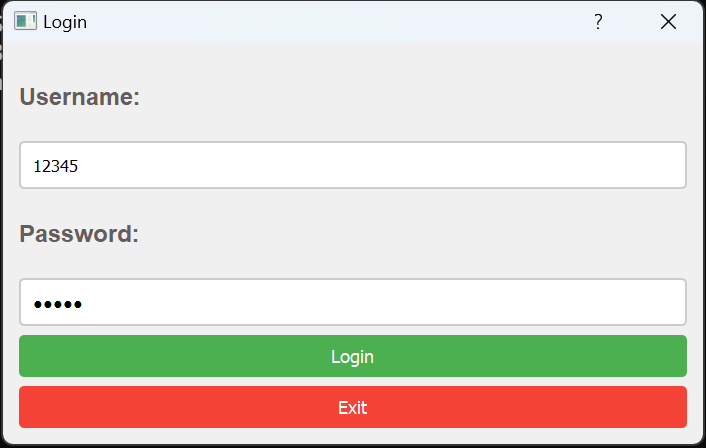 Login
?
Username:
12345
Password:
•••••
Login
Exit